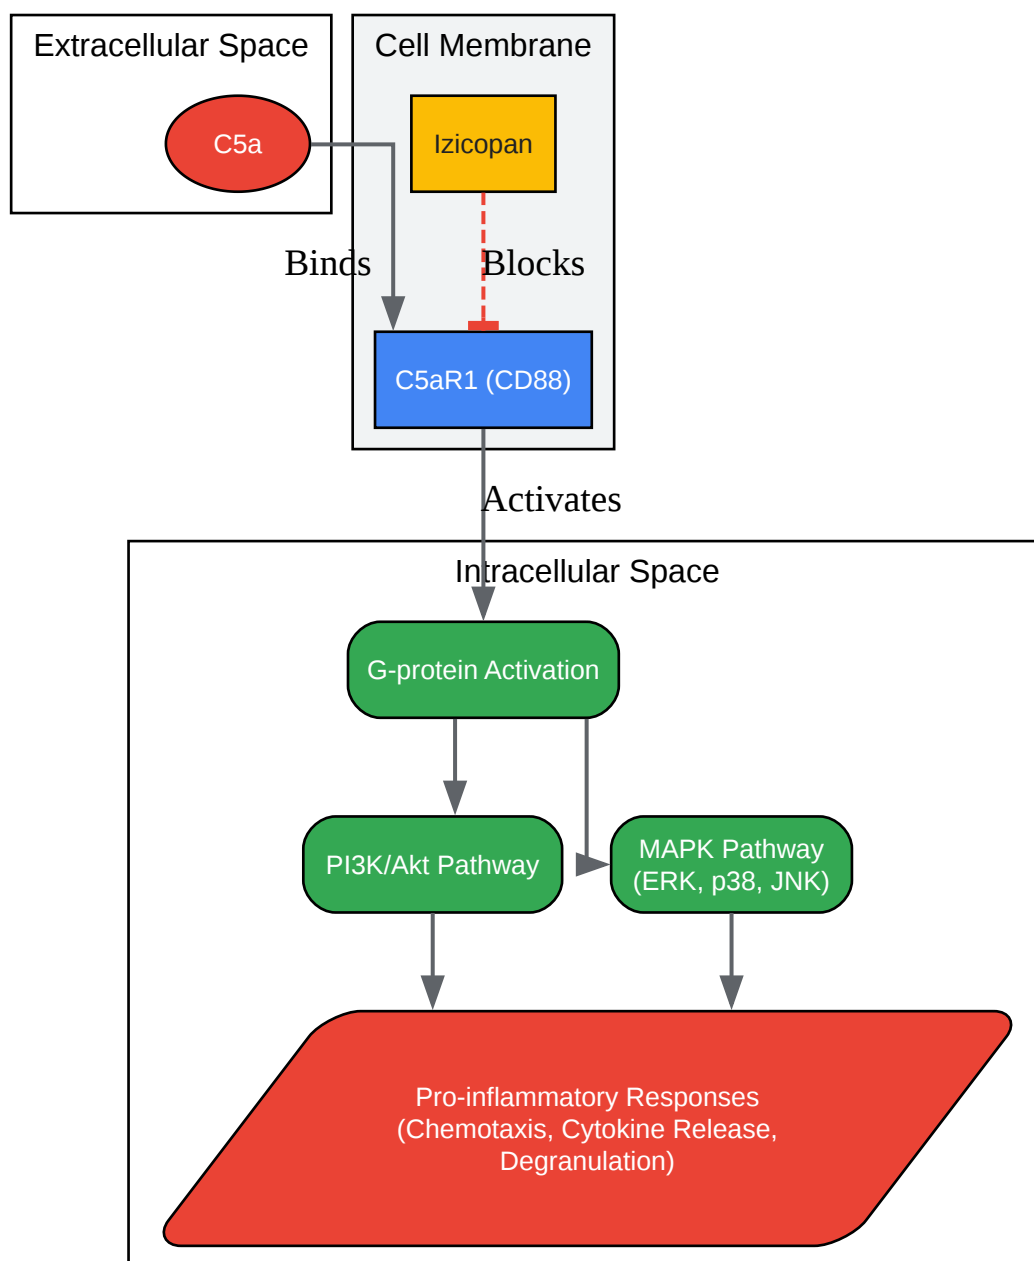 Extracellular Space
Cell Membrane
C5a
Izicopan
Binds
Blocks
C5aR1 (CD88)
Activates
Intracellular Space
G-protein Activation
PI3K/Akt Pathway
MAPK Pathway
(ERK, p38, JNK)
Pro-inflammatory Responses
(Chemotaxis, Cytokine Release,
Degranulation)